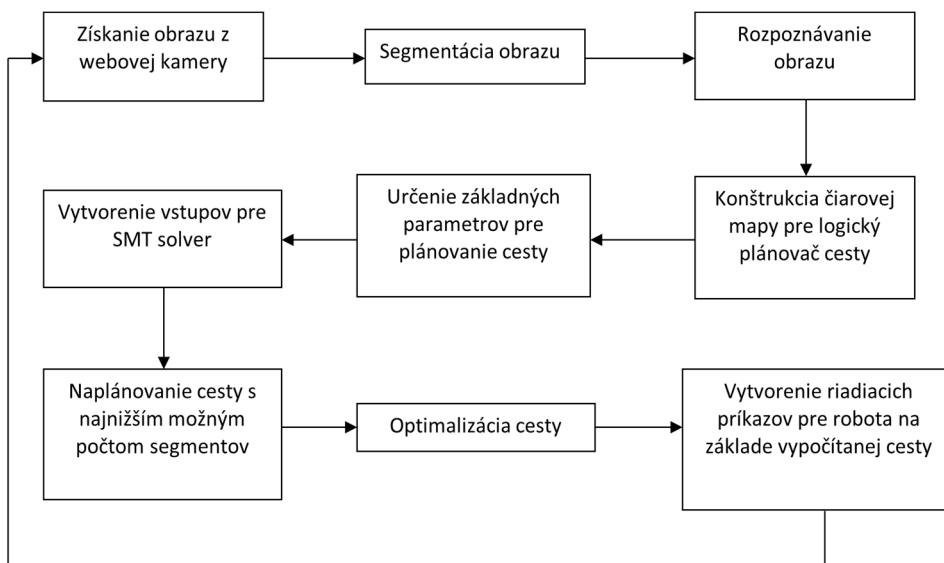 Získanie obrazu z
webovej kamery
Segmentácia obrazu
Rozpoznávanie
obrazu
Konštrukcia čiarovej
mapy pre logický
plánovač cesty
Určenie základných
parametrov pre
plánovanie cesty
Vytvorenie vstupov pre
SMT solver
Naplánovanie cesty s
najnižším možným
počtom segmentov
Optimalizácia cesty
Vytvorenie riadiacich
príkazov pre robota na
základe vypočítanej cesty